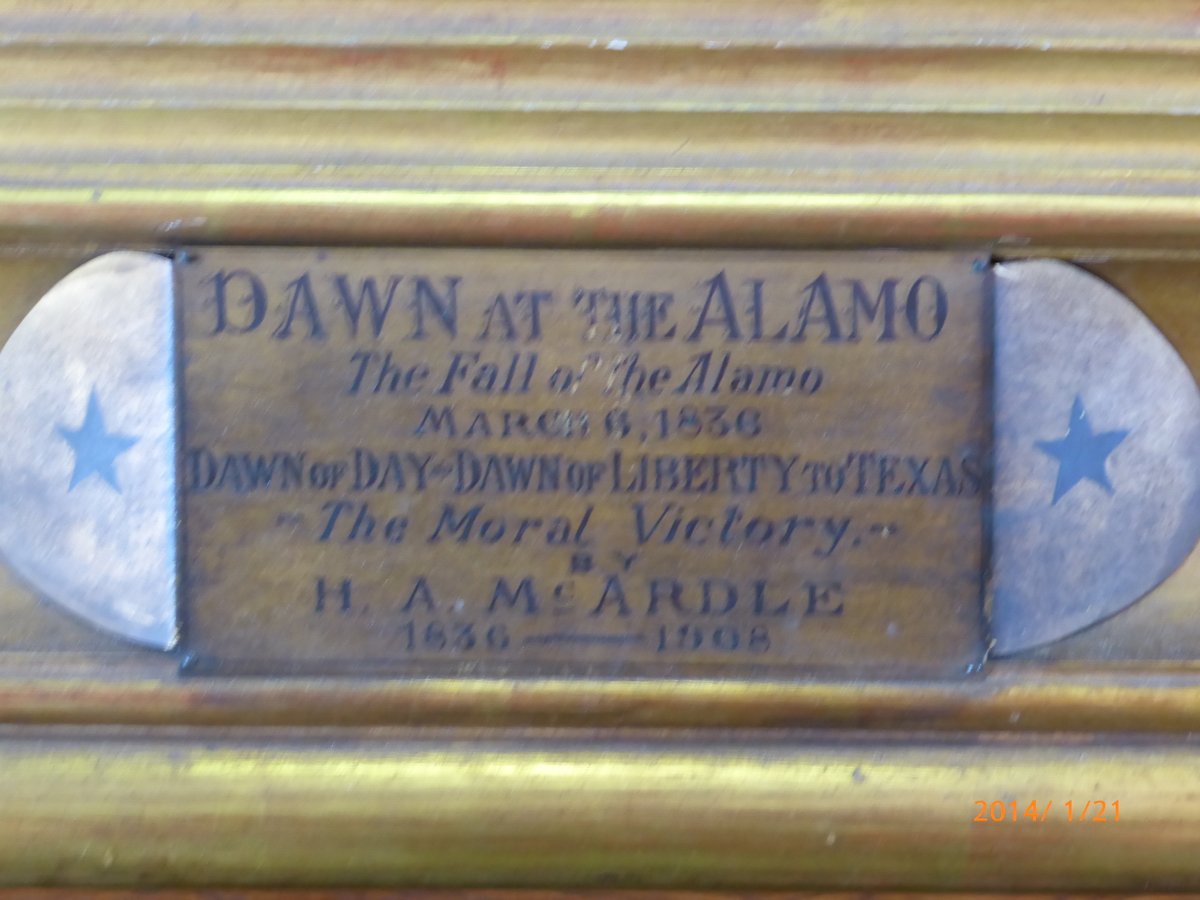 DAWN AT THE ALAMO
The Fall of the Alamo
MARCH 6, 1836
DAWN OF DAY - DAWN OF LIBERTY TO TEXAS
- The Moral Victory. -
BY
H. A. McARDLE
1836 — 1908
2014/ 1/21